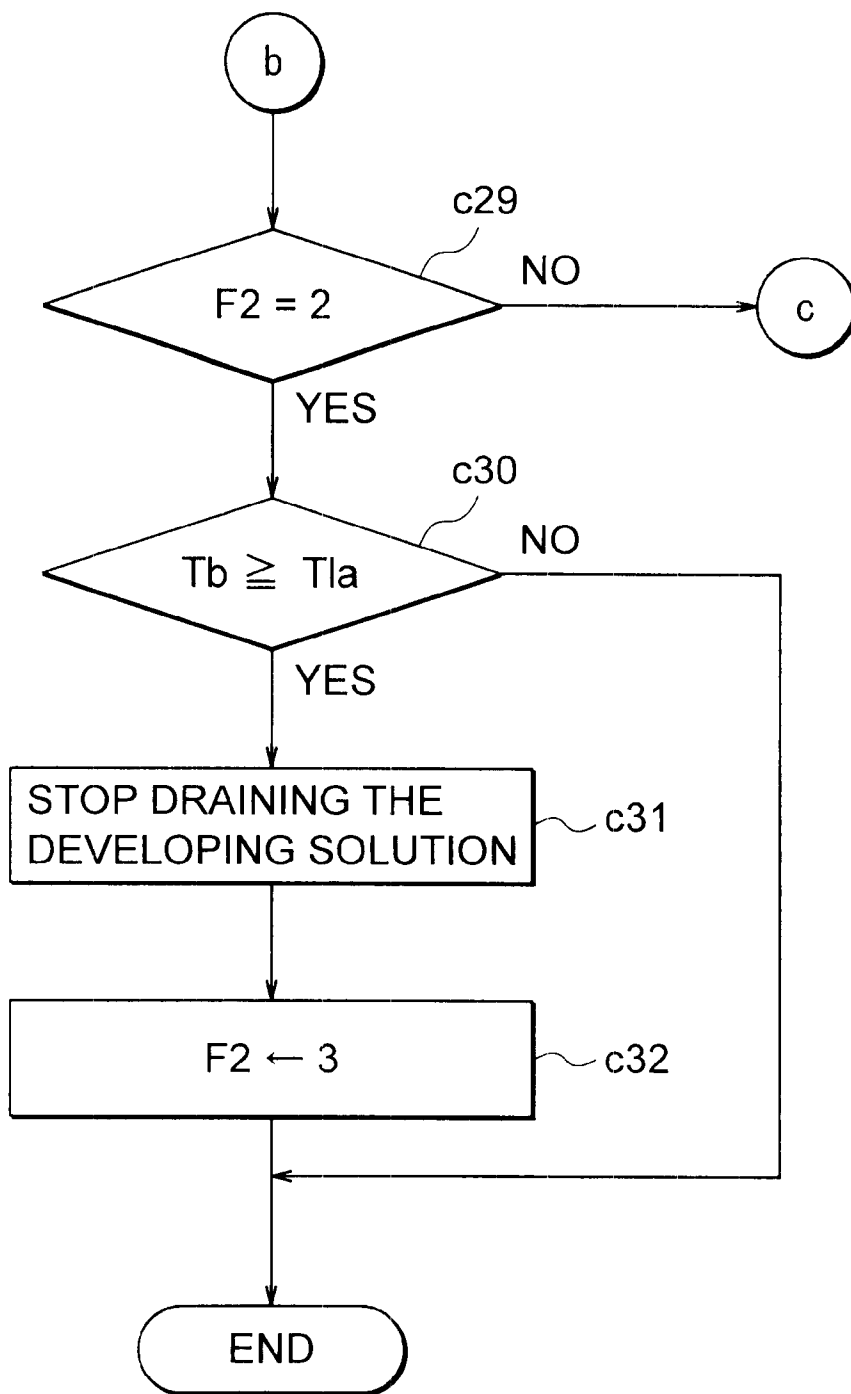 b
c29
F2 = 2
NO
c
YES
c30
Tb ≧ Tla
NO
YES
STOP DRAINING THE
DEVELOPING SOLUTION
c31
F2 ← 3
c32
END